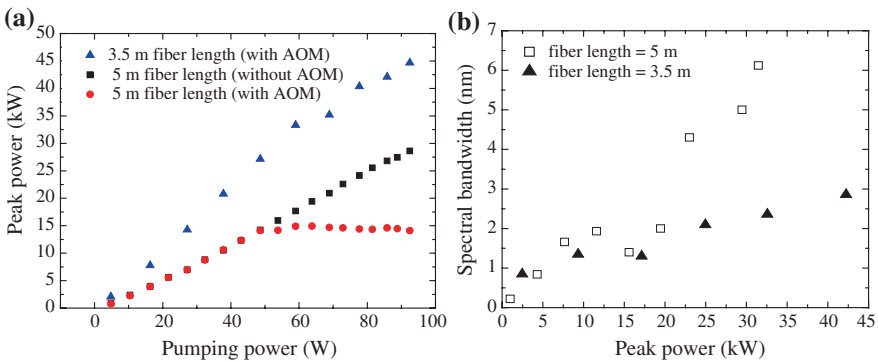 (a)
50
45
40
35
30
25
20
15
10
5
0
Peak power (kW)
3.5 m fiber length (with AOM)
5 m fiber length (without AOM)
5 m fiber length (with AOM)
0 20 40 60 80 100
Pumping power (W)
(b)
7
6
5
4
3
2
1
0
Spectral bandwidth (nm)
fiber length = 5 m
fiber length = 3.5 m
0 5 10 15 20 25 30 35 40 45
Peak power (kW)